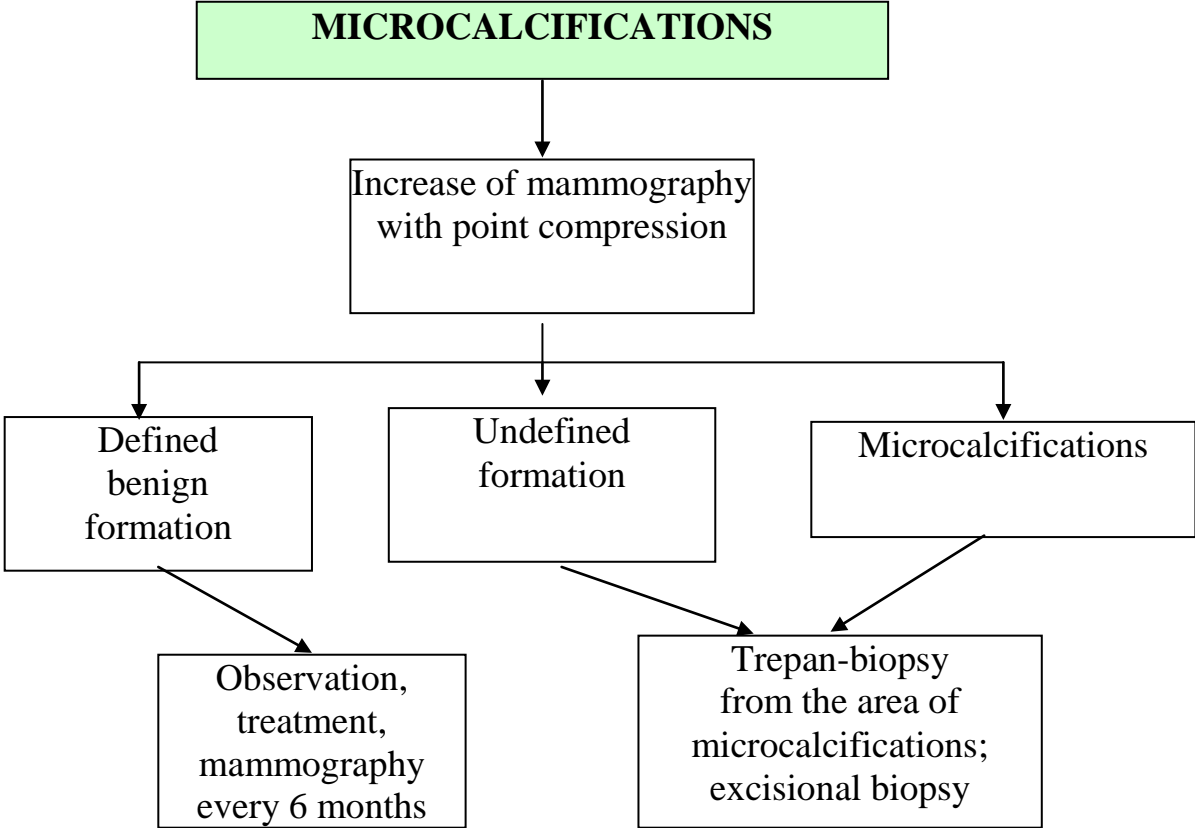 MICROCALCIFICATIONS
Increase of mammography
with point compression
Defined
benign
formation
Undefined
formation
Microcalcifications
Observation,
treatment,
mammography
every 6 months
Trepan-biopsy
from the area of
microcalcifications;
excisional biopsy